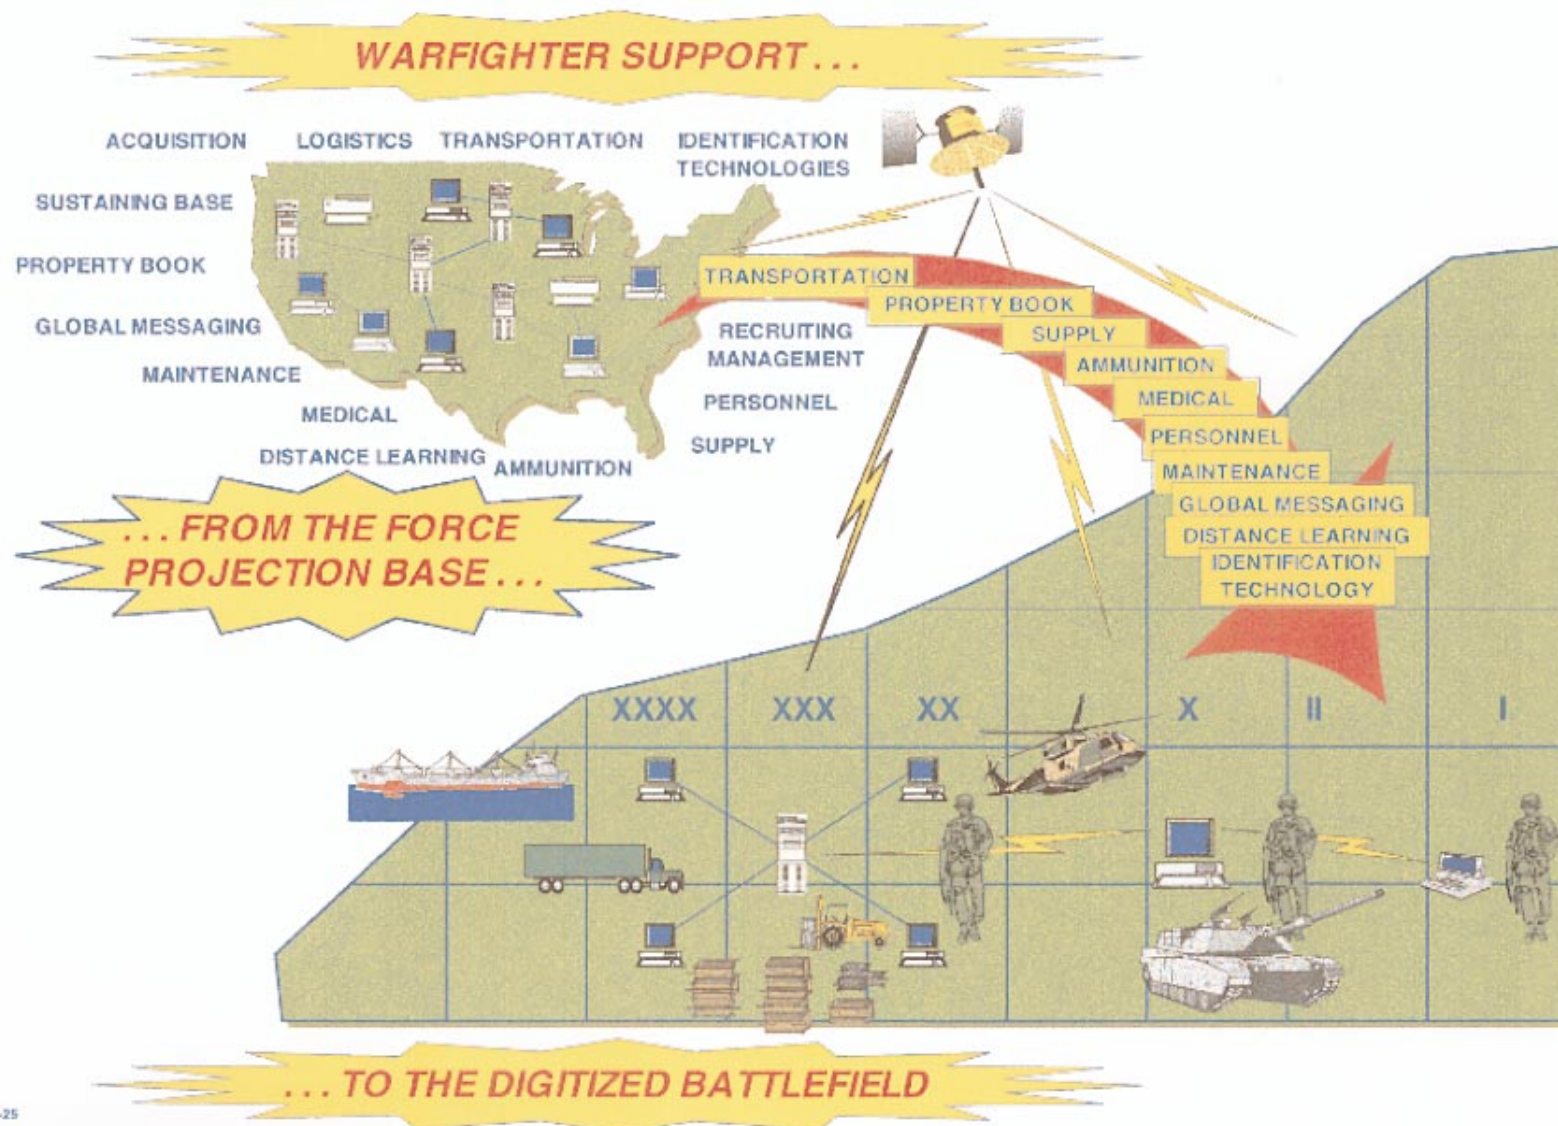 WARFIGHTER SUPPORT . . .
ACQUISITION
LOGISTICS
TRANSPORTATION
IDENTIFICATION
TECHNOLOGIES
SUSTAINING BASE
PROPERTY BOOK
GLOBAL MESSAGING
MAINTENANCE
MEDICAL
DISTANCE LEARNING
AMMUNITION
RECRUITING
MANAGEMENT
PERSONNEL
SUPPLY
TRANSPORTATION
PROPERTY BOOK
SUPPLY
AMMUNITION
MEDICAL
PERSONNEL
MAINTENANCE
GLOBAL MESSAGING
DISTANCE LEARNING
IDENTIFICATION
TECHNOLOGY
. . . FROM THE FORCE
PROJECTION BASE . . .
XXXX
XXX
XX
X
II
I
. . . TO THE DIGITIZED BATTLEFIELD
-25